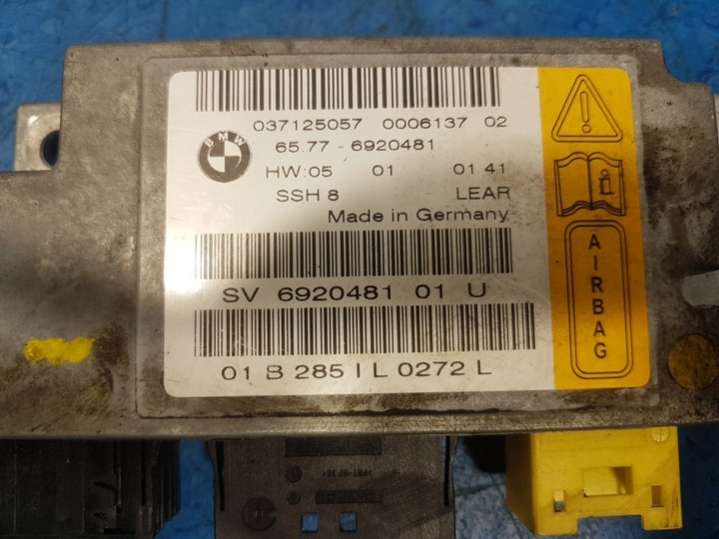 037125057 0006137 02
BMW
65.77 - 6920481
HW:05 01 01 41
SSH 8 LEAR
Made in Germany
SV 6920481 01 U
01 B 285 I L 0272 L
AIRBAG